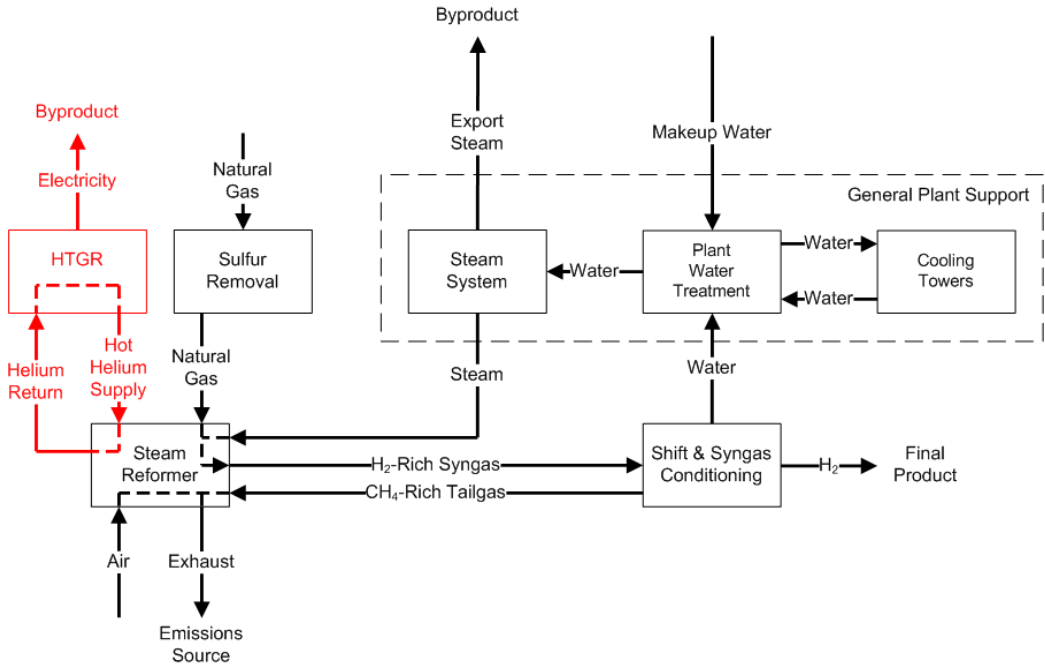 Byproduct
Byproduct
Export
Steam
Makeup Water
Natural
Gas
Electricity
General Plant Support
HTGR
Sulfur
Removal
Steam
System
Water
Plant
Water
Treatment
Water
Water
Cooling
Towers
Hot
Helium
Supply
Helium
Return
Natural
Gas
Steam
Water
Steam
Reformer
H₂-Rich Syngas
CH₄-Rich Tailgas
Shift & Syngas
Conditioning
H₂
Final
Product
Air
Exhaust
Emissions
Source